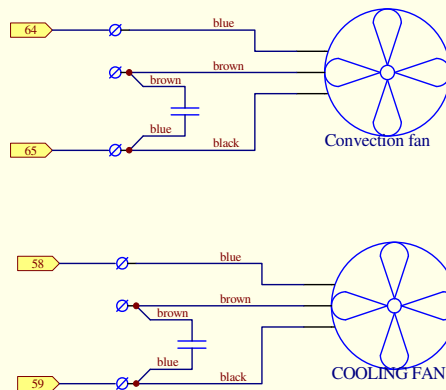 64
blue
brown
brown
blue
65
black
Convection fan
58
blue
brown
brown
blue
59
black
COOLING FAN